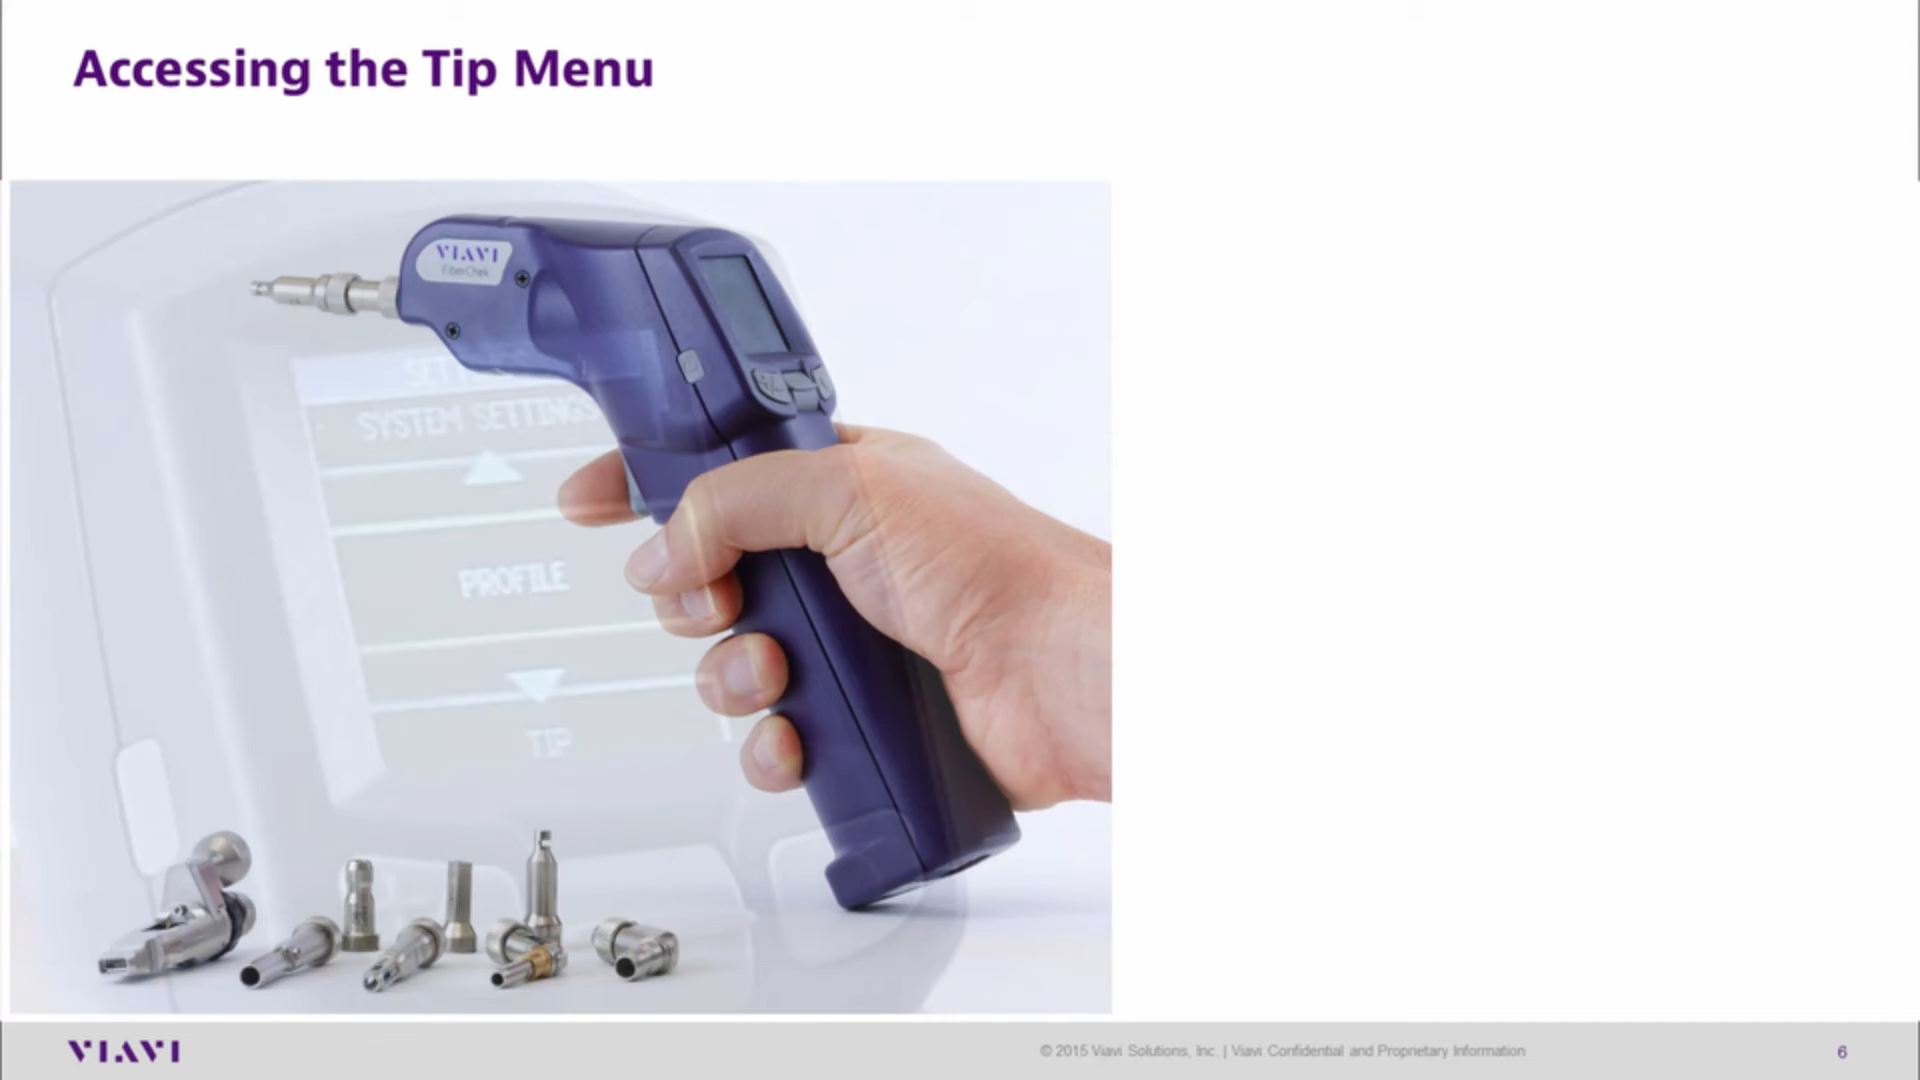 Accessing the Tip Menu
VIAVI
FiberChek
SYSTEM SETTINGS
PROFILE
TIP
VIAVI
© 2015 Viavi Solutions, Inc. | Viavi Confidential and Proprietary Information
6